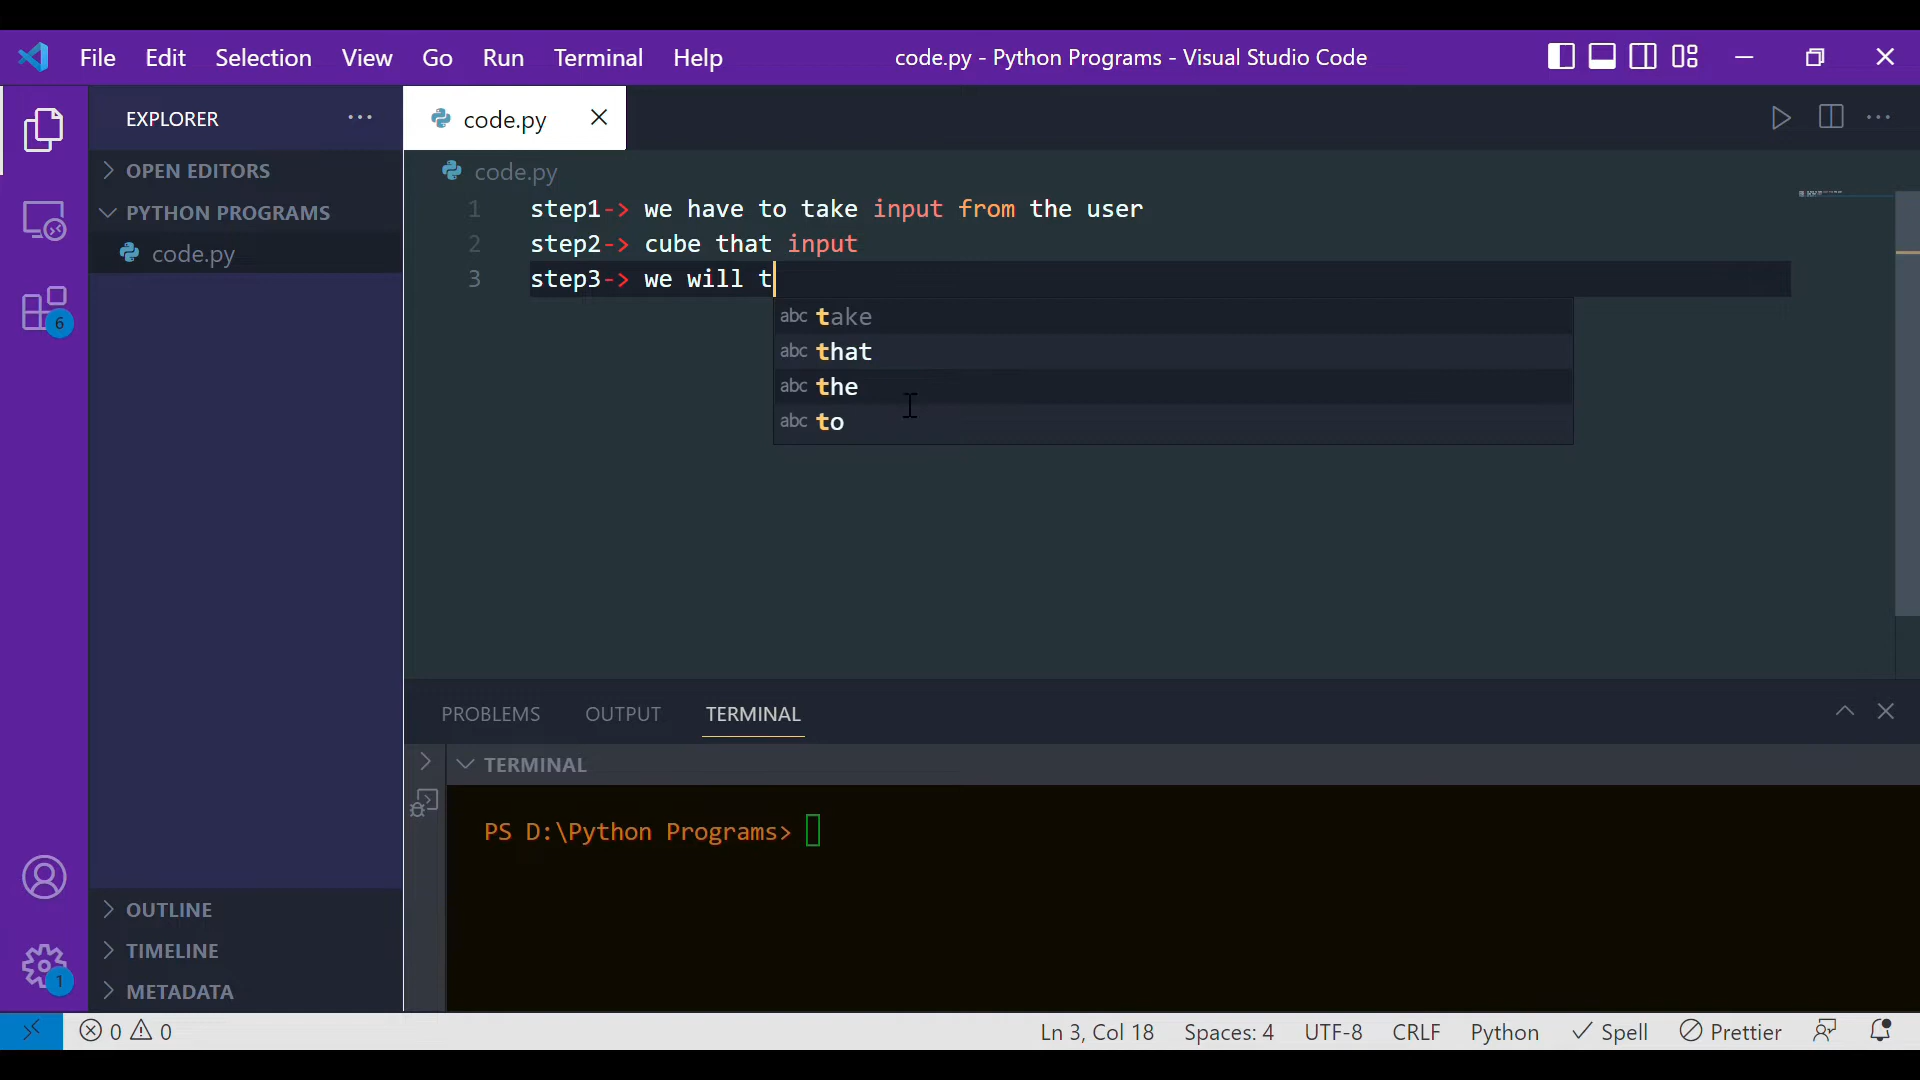 File Edit Selection View Go Run Terminal Help code.py - Python Programs - Visual Studio Code
EXPLORER ···
code.py
OPEN EDITORS
PYTHON PROGRAMS
code.py
code.py
1 step1-> we have to take input from the user
2 step2-> cube that input
3 step3-> we will t
abc take
abc that
abc the
abc to
6
PROBLEMS OUTPUT TERMINAL
TERMINAL
PS D:\Python Programs>
OUTLINE
TIMELINE
1
METADATA
0 0 Ln 3, Col 18 Spaces: 4 UTF-8 CRLF Python Spell Prettier